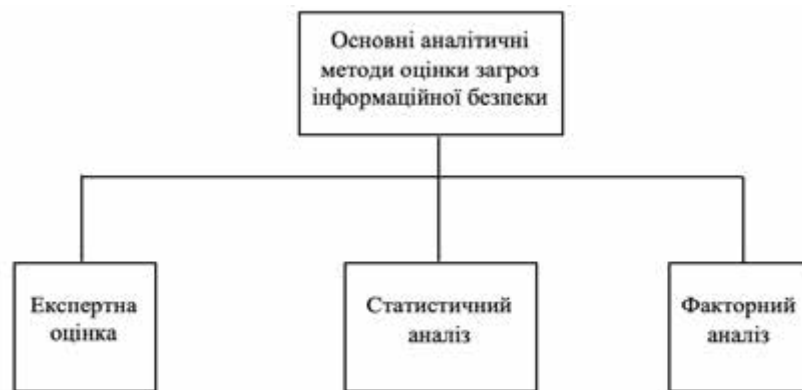 Основні аналітичні
методи оцінки загроз
інформаційної безпеки
Експертна
оцінка
Статистичний
аналіз
Факторний
аналіз